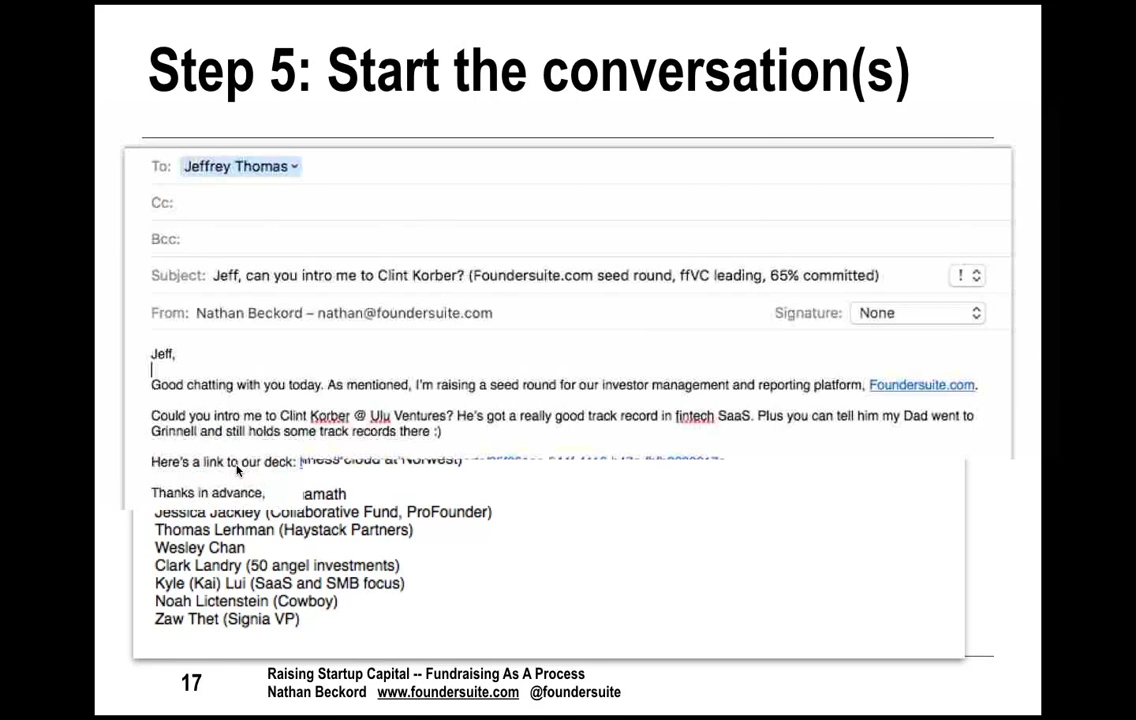 Step 5: Start the conversation(s)
To: Jeffrey Thomas
Cc:
Bcc:
Subject: Jeff, can you intro me to Clint Korber? (Foundersuite.com seed round, ffVC leading, 65% committed) !
From: Nathan Beckord – nathan@foundersuite.com Signature: None
Jeff,
Good chatting with you today. As mentioned, I'm raising a seed round for our investor management and reporting platform, Foundersuite.com.
Could you intro me to Clint Korber @ Ulu Ventures? He's got a really good track record in fintech SaaS. Plus you can tell him my Dad went to
Grinnell and still holds some track records there :)
Here's a link to our deck: cloud at Norwest)
Thanks in advance, amath
Jessica Jackley (Collaborative Fund, ProFounder)
Thomas Lerhman (Haystack Partners)
Wesley Chan
Clark Landry (50 angel investments)
Kyle (Kai) Lui (SaaS and SMB focus)
Noah Lictenstein (Cowboy)
Zaw Thet (Signia VP)
17
Raising Startup Capital -- Fundraising As A Process
Nathan Beckord www.foundersuite.com @foundersuite